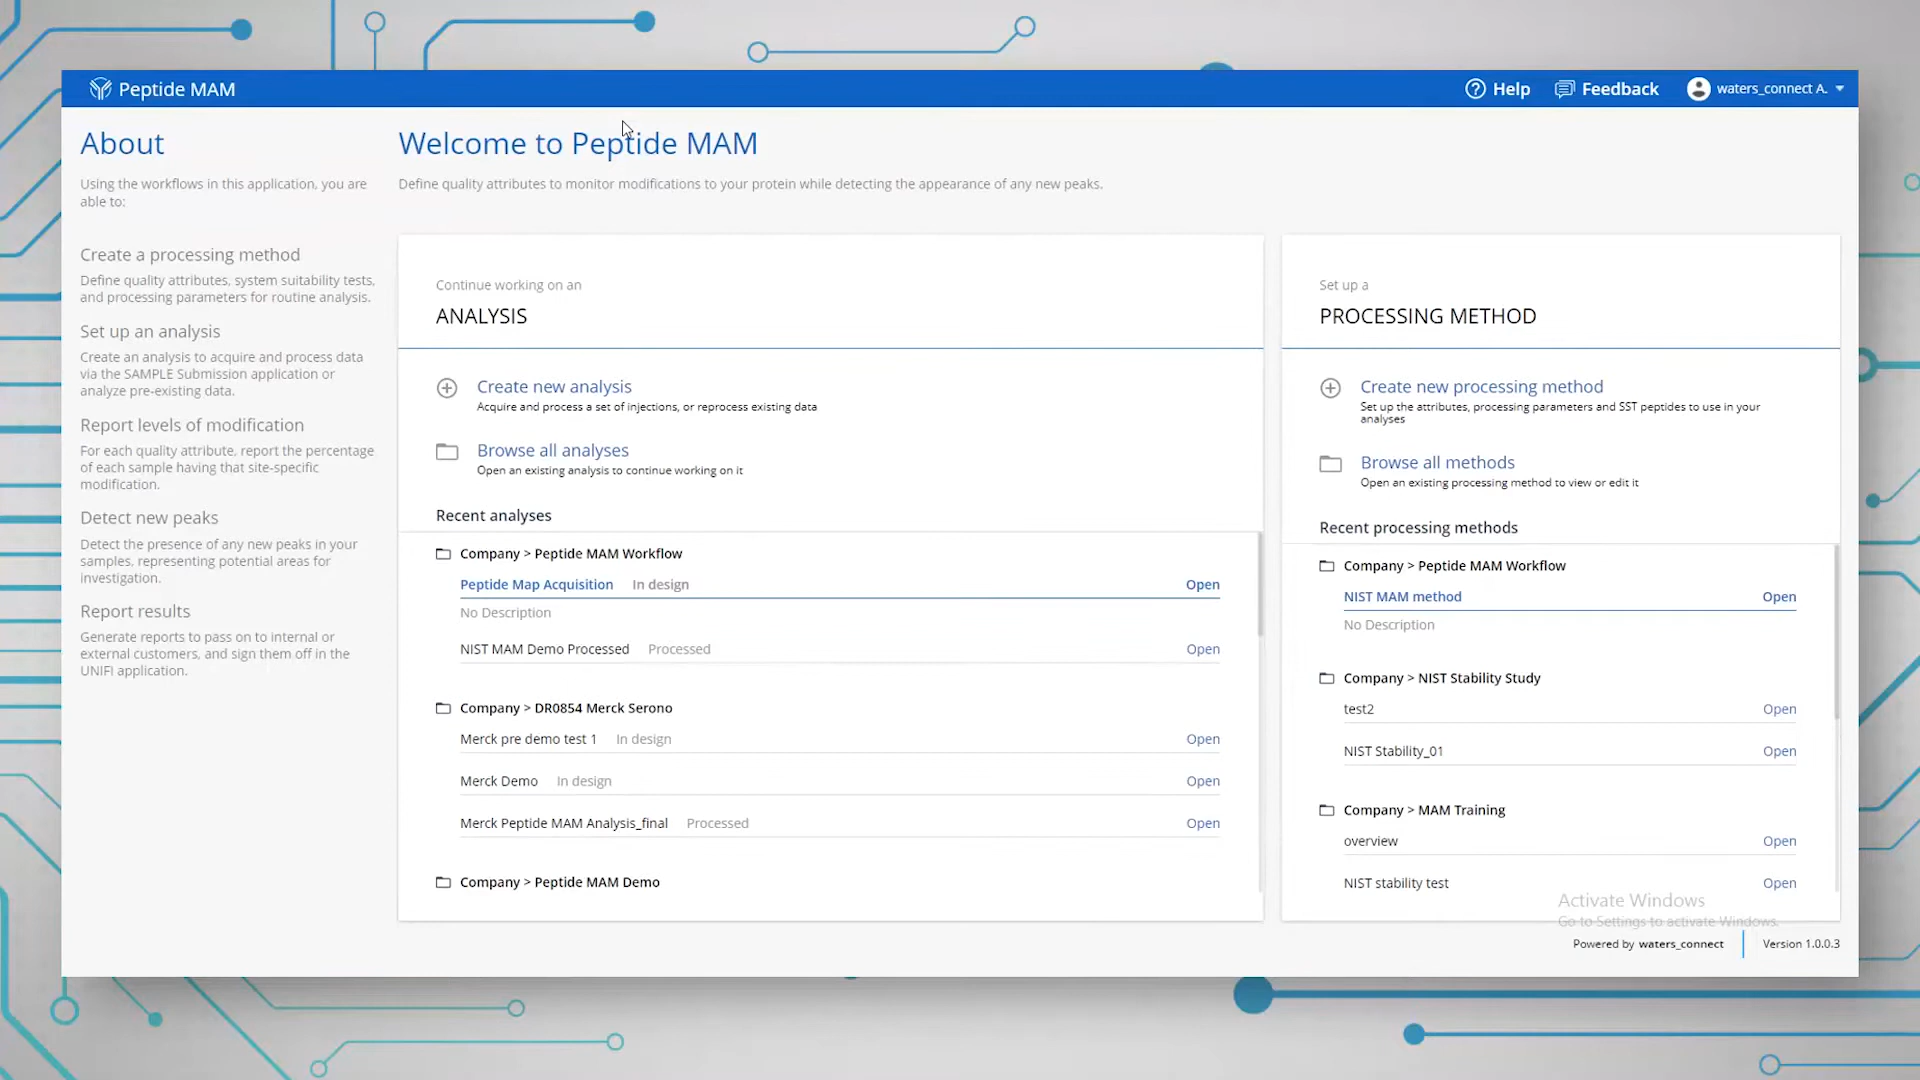 Peptide MAM
Help
Feedback
waters_connect A.
About
Using the workflows in this application, you are
able to:
Create a processing method
Define quality attributes, system suitability tests,
and processing parameters for routine analysis.
Set up an analysis
Create an analysis to acquire and process data
via the SAMPLE Submission application or
analyze pre-existing data.
Report levels of modification
For each quality attribute, report the percentage
of each sample having that site-specific
modification.
Detect new peaks
Detect the presence of any new peaks in your
samples, representing potential areas for
investigation.
Report results
Generate reports to pass on to internal or
external customers, and sign them off in the
UNIFI application.
Welcome to Peptide MAM
Define quality attributes to monitor modifications to your protein while detecting the appearance of any new peaks.
Continue working on an
ANALYSIS
Create new analysis
Acquire and process a set of injections, or reprocess existing data
Browse all analyses
Open an existing analysis to continue working on it
Recent analyses
Company > Peptide MAM Workflow
Peptide Map Acquisition In design Open
No Description
NIST MAM Demo Processed Processed Open
Company > DR0854 Merck Serono
Merck pre demo test 1 In design Open
Merck Demo In design Open
Merck Peptide MAM Analysis_final Processed Open
Company > Peptide MAM Demo
Set up a
PROCESSING METHOD
Create new processing method
Set up the attributes, processing parameters and SST peptides to use in your
analyses
Browse all methods
Open an existing processing method to view or edit it
Recent processing methods
Company > Peptide MAM Workflow
NIST MAM method Open
No Description
Company > NIST Stability Study
test2 Open
NIST Stability_01 Open
Company > MAM Training
overview Open
NIST stability test Open
Activate Windows
Go to Settings to activate Windows.
Powered by waters_connect
Version 1.0.0.3